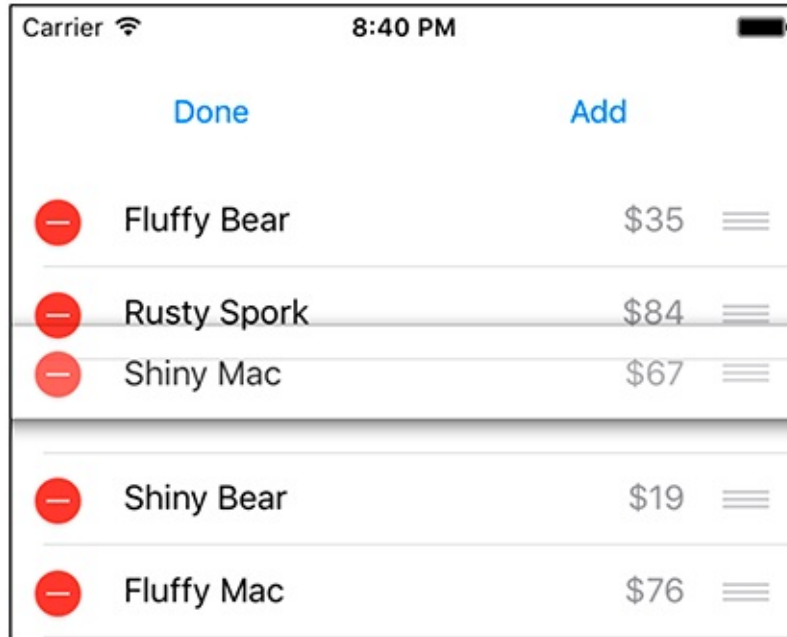 Carrier 8:40 PM
Done Add
Fluffy Bear $35
Rusty Spork $84
Shiny Mac $67
Shiny Bear $19
Fluffy Mac $76